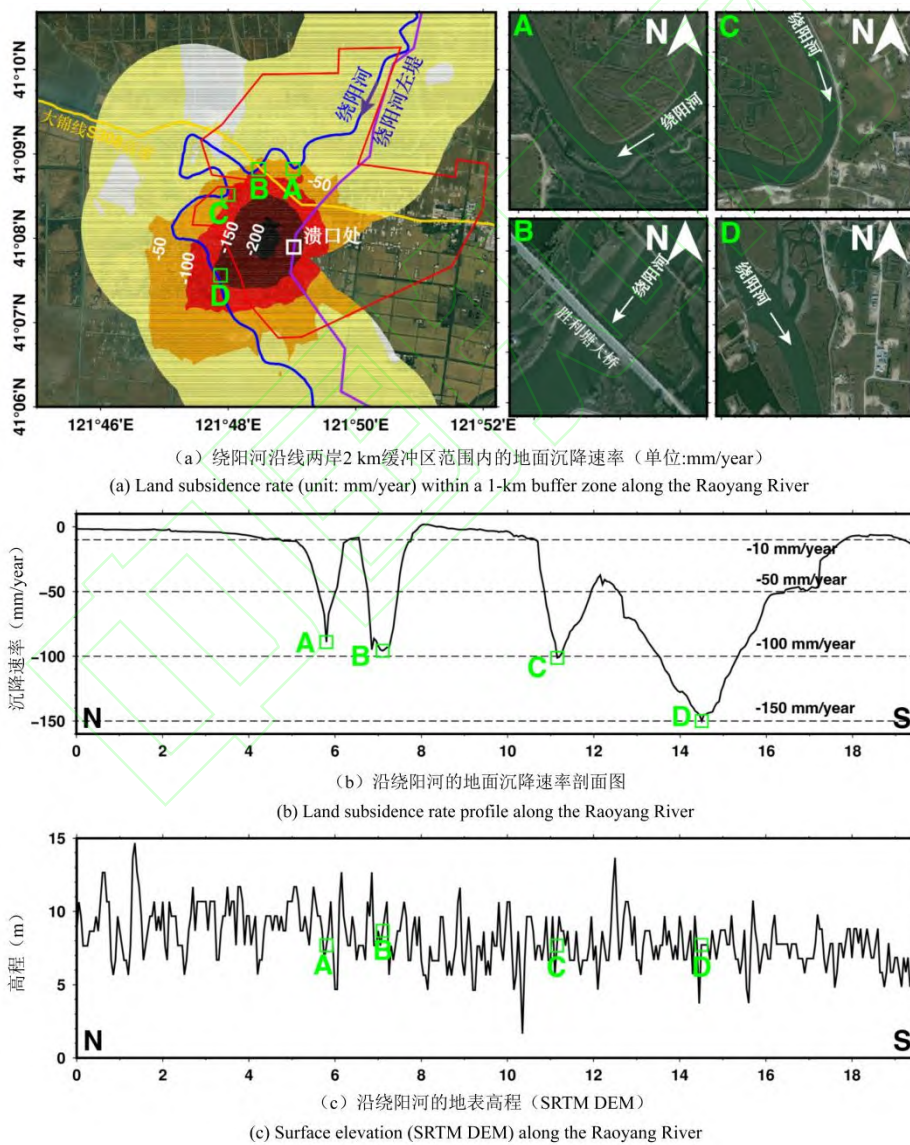 41°10'N
41°09'N
41°08'N
41°07'N
41°06'N
121°46'E
121°48'E
121°50'E
121°52'E
绕阳河
绕阳河左堤
大锦线
-50
B
A
C
-150
-200
溃口处
-50
-100
D
A
N
绕阳河
C
N
绕阳河
B
N
绕阳河
胜利塘大桥
D
N
绕阳河
(a)绕阳河沿线两岸2 km缓冲区范围内的地面沉降速率(单位:mm/year)
(a) Land subsidence rate (unit: mm/year) within a 1-km buffer zone along the Raoyang River
沉降速率(mm/year)
0
−50
−100
−150
-10 mm/year
-50 mm/year
-100 mm/year
-150 mm/year
A
B
C
D
N
S
0 2 4 6 8 10 12 14 16 18
(b)沿绕阳河的地面沉降速率剖面图
(b) Land subsidence rate profile along the Raoyang River
高程(m)
15
10
5
0
A
B
C
D
N
S
0 2 4 6 8 10 12 14 16 18
(c)沿绕阳河的地表高程(SRTM DEM)
(c) Surface elevation (SRTM DEM) along the Raoyang River